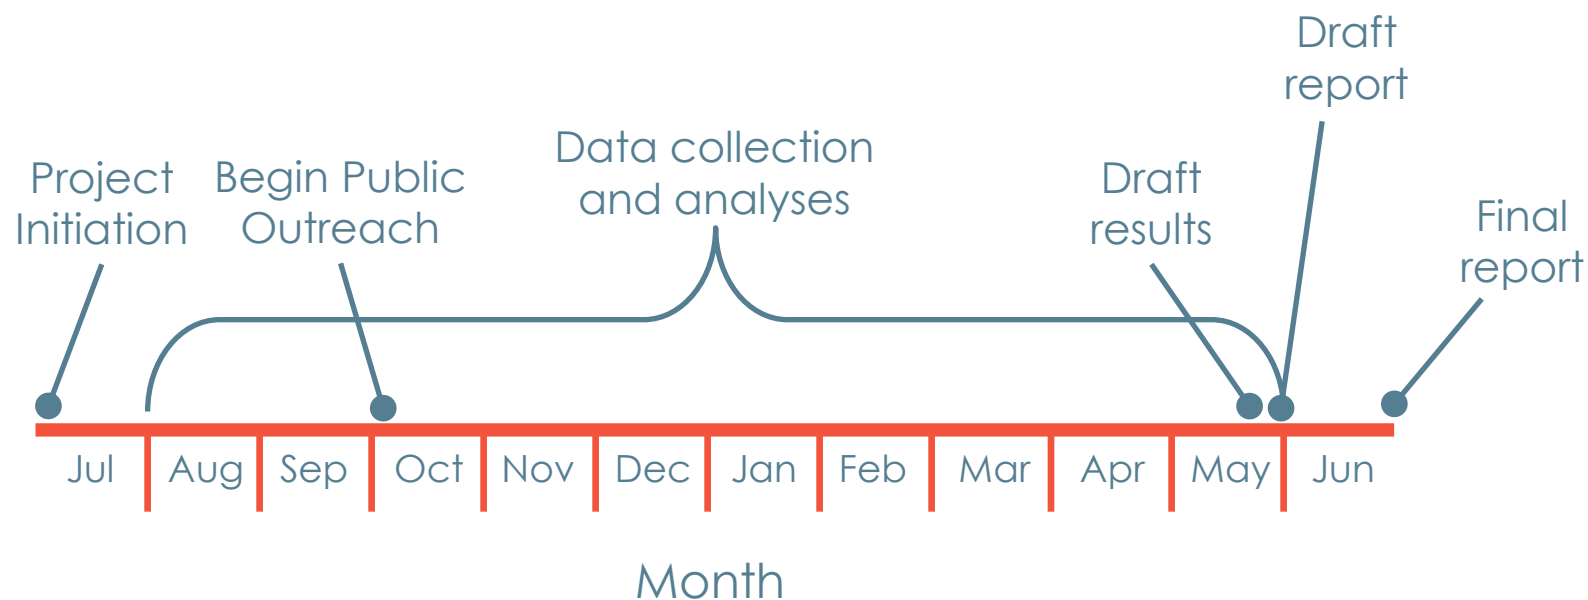 Project
Initiation
Begin Public
Outreach
Data collection
and analyses
Draft
results
Draft
report
Final
report
Jul Aug Sep Oct Nov Dec Jan Feb Mar Apr May Jun
Month